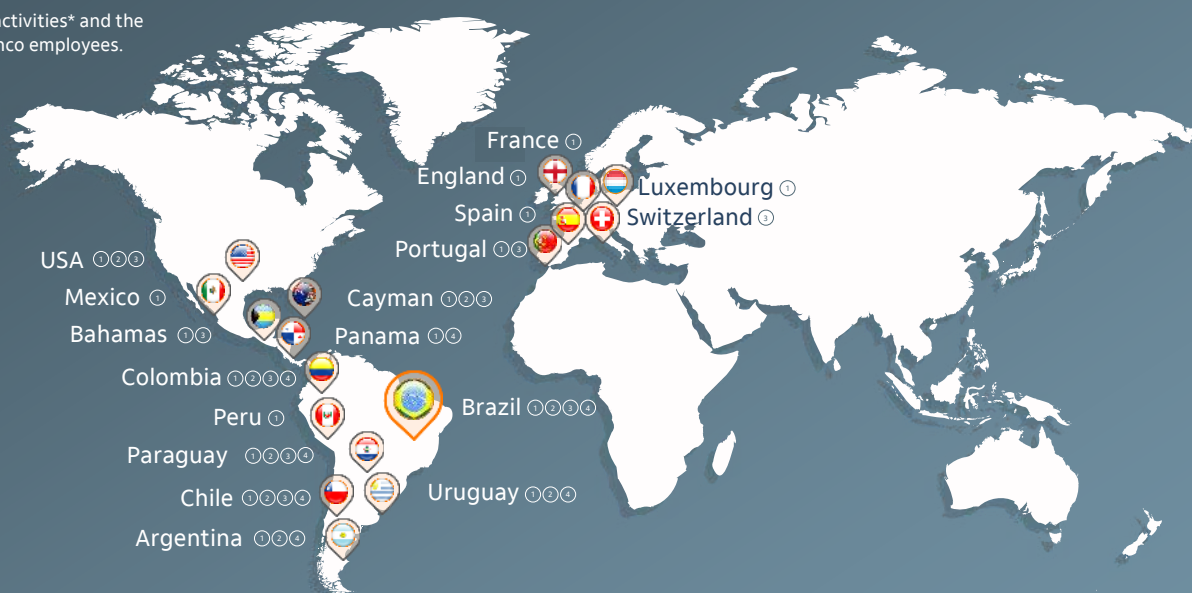 activities* and the
nco employees.
France ①
England ①
Luxembourg ①
Spain ①
Switzerland ③
Portugal ①③
USA ①②③
Mexico ①
Cayman ①②③
Bahamas ①③
Panama ①④
Colombia ①②③④
Brazil ①②③④
Peru ①
Paraguay ①②③④
Chile ①②③④
Uruguay ①②④
Argentina ①②④